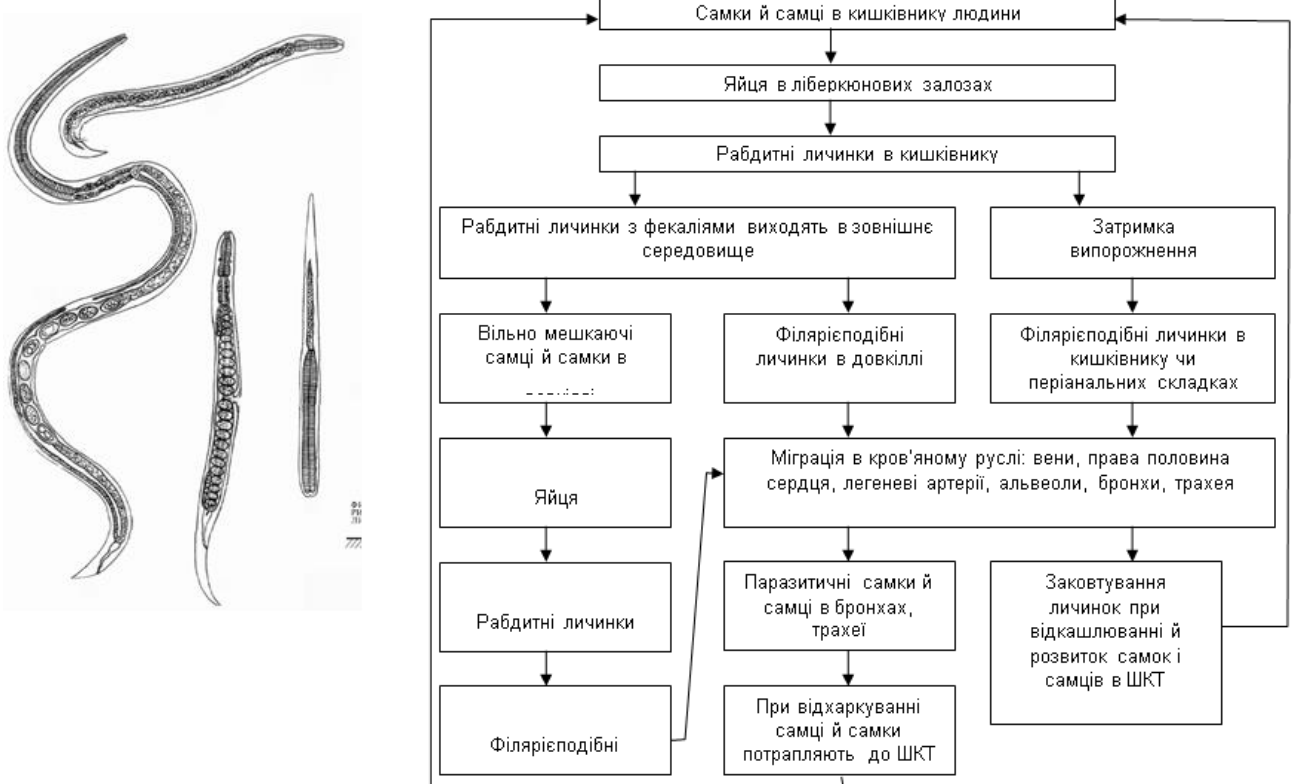 Самки й самці в кишківнику людини
Яйця в ліберкюнових залозах
Рабдитні личинки в кишківнику
Рабдитні личинки з фекаліями виходять в зовнішнє
середовище
Затримка
випорожнення
Вільно мешкаючі
самці й самки в
Філярієподібні
личинки в довкіллі
Філярієподібні личинки в
кишківнику чи
періанальних складках
Яйця
Міграція в кров'яному руслі: вени, права половина
серця, легеневі артерії, альвеоли, бронхи, трахея
Рабдитні личинки
Паразитичні самки й
самці в бронхах,
трахеї
Заковтування
личинок при
відкашлюванні й
розвиток самок і
самців в ШКТ
Філярієподібні
При відхаркуванні
самці й самки
потрапляють до ШКТ